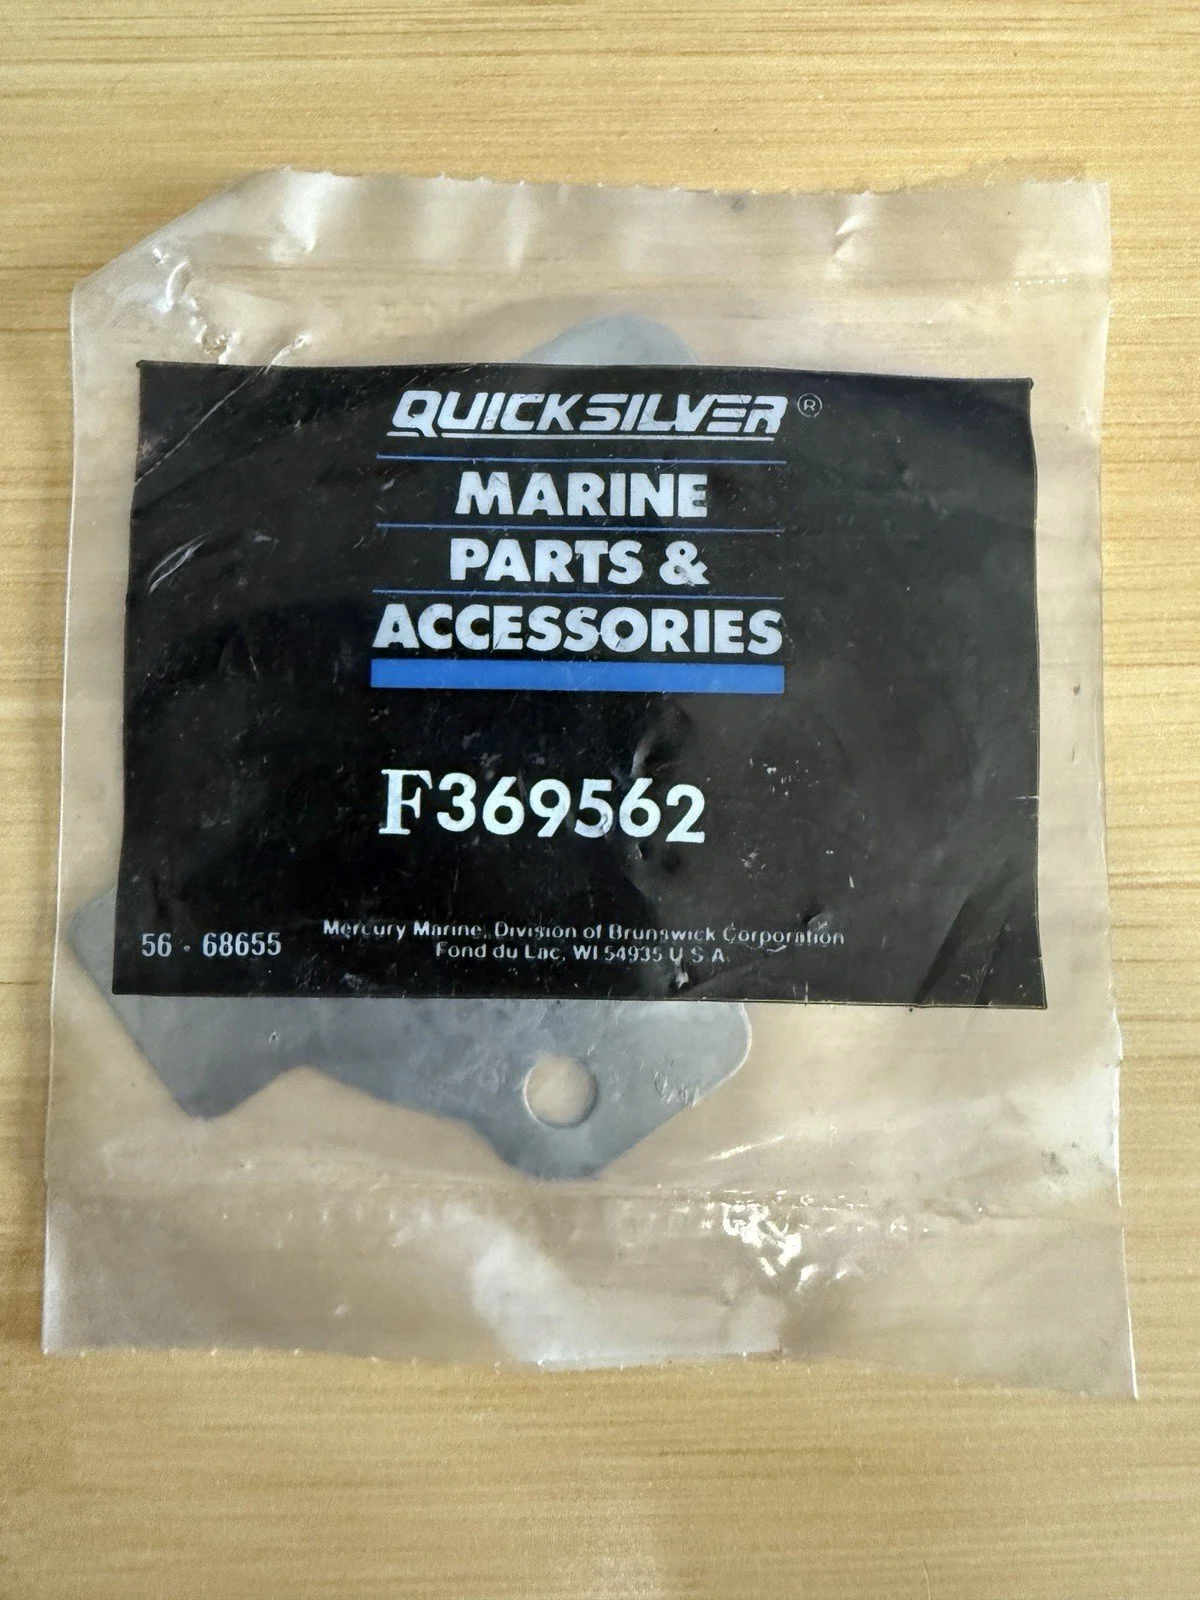 QUICKSILVER®
MARINE
PARTS &
ACCESSORIES
F369562
56 - 68655
Mercury Marine, Division of Brunswick Corporation
Fond du Lac, WI 54935 U S A